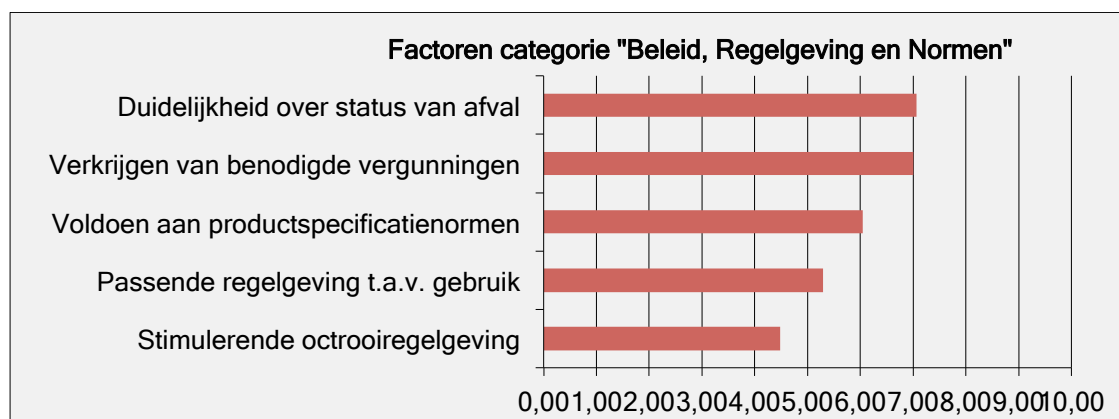 Factoren categorie "Beleid, Regelgeving en Normen"
Duidelijkheid over status van afval
Verkrijgen van benodigde vergunningen
Voldoen aan productspecificatienormen
Passende regelgeving t.a.v. gebruik
Stimulerende octrooiregelgeving
0,001,002,003,004,005,006,007,008,009,0010,00